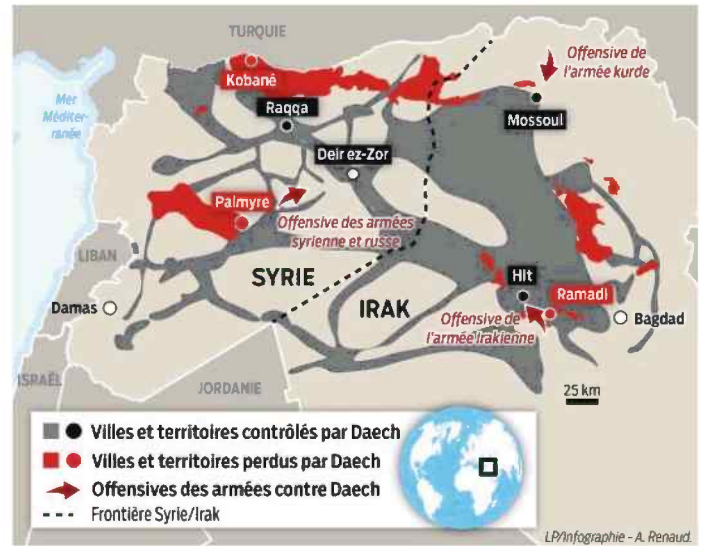 TURQUIE
Offensive de
l'armée kurde
Kobané
Mer
Méditer-
ranée
Raqqa
Mossoul
Deir ez-Zor
Palmyre
Offensive des armées
syrienne et russe
LIBAN
SYRIE
HIt
Ramadi
IRAK
Damas
Bagdad
Offensive de
l'armée irakienne
ISRAËL
JORDANIE
25 km
Villes et territoires contrôlés par Daech
Villes et territoires perdus par Daech
Offensives des armées contre Daech
Frontière Syrie/Irak
LP/Infographie - A. Renaud.